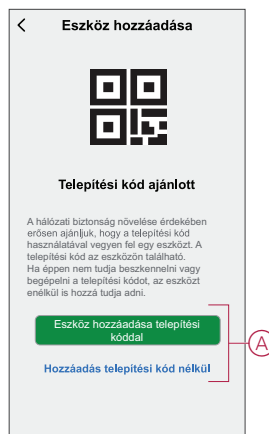 Eszköz hozzáadása
Telepítési kód ajánlott
A hálózati biztonság növelése érdekében
erősen ajánljuk, hogy a telepítési kód
használatával vegyen fel egy eszközt. A
telepítési kód az eszközön található.
Ha éppen nem tudja beszkennelni vagy
begépelni a telepítési kódot, az eszközt
enélkül is hozzá tudja adni.
Eszköz hozzáadása telepítési
kóddal
A
Hozzáadás telepítési kód nélkül